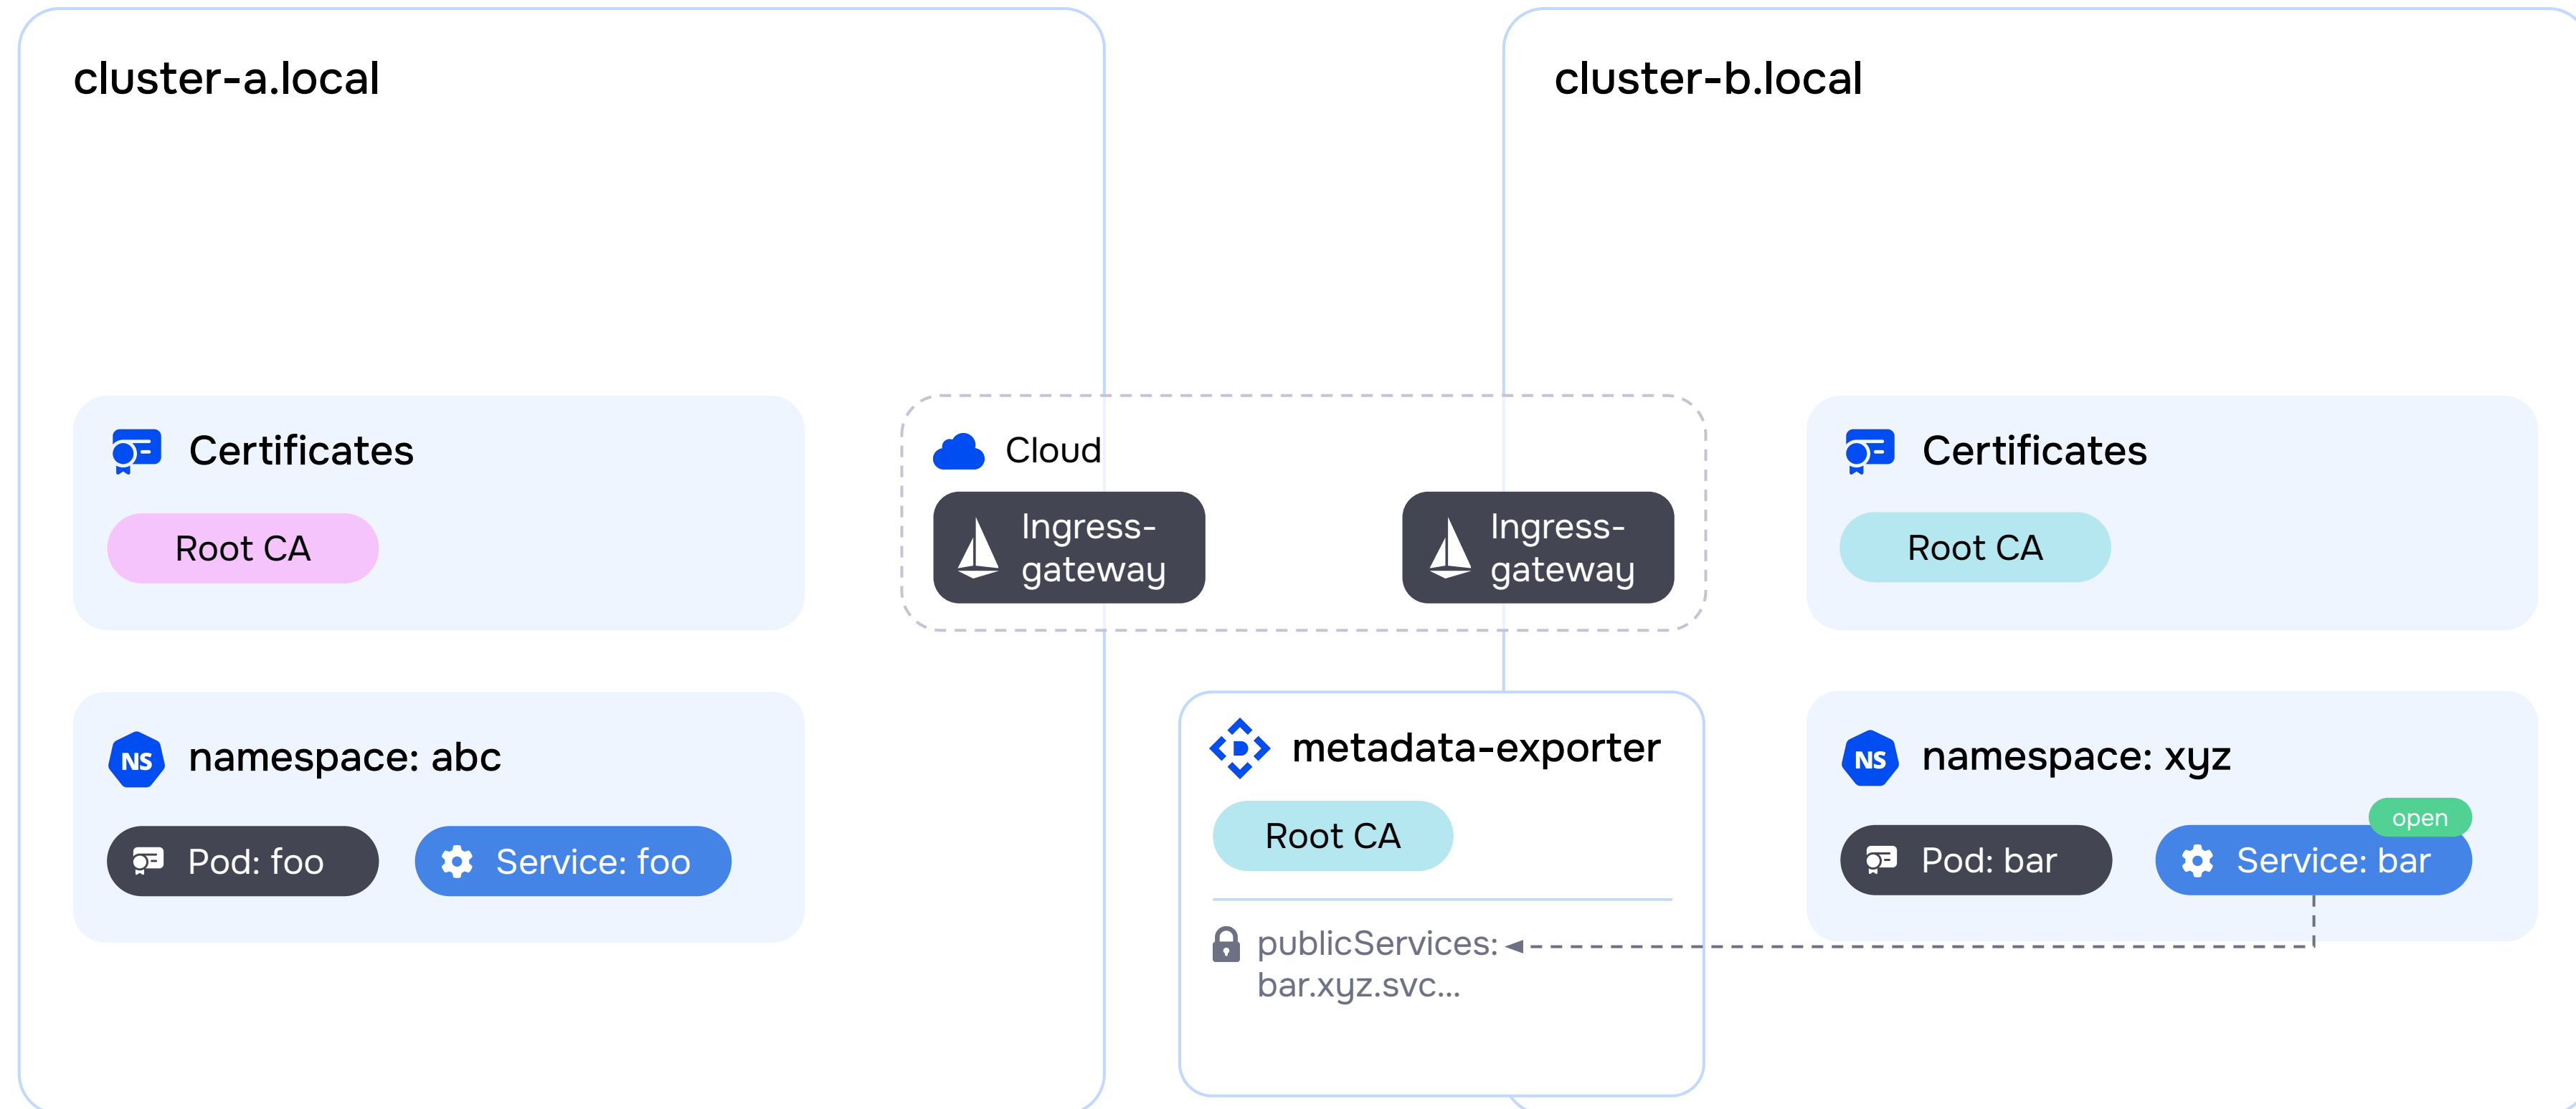 cluster-a.local
cluster-b.local
Certificates
Root CA
Cloud
Ingress-
gateway
Ingress-
gateway
Certificates
Root CA
NS namespace: abc
Pod: foo
Service: foo
metadata-exporter
Root CA
publicServices:
bar.xyz.svc...
NS namespace: xyz
open
Pod: bar
Service: bar